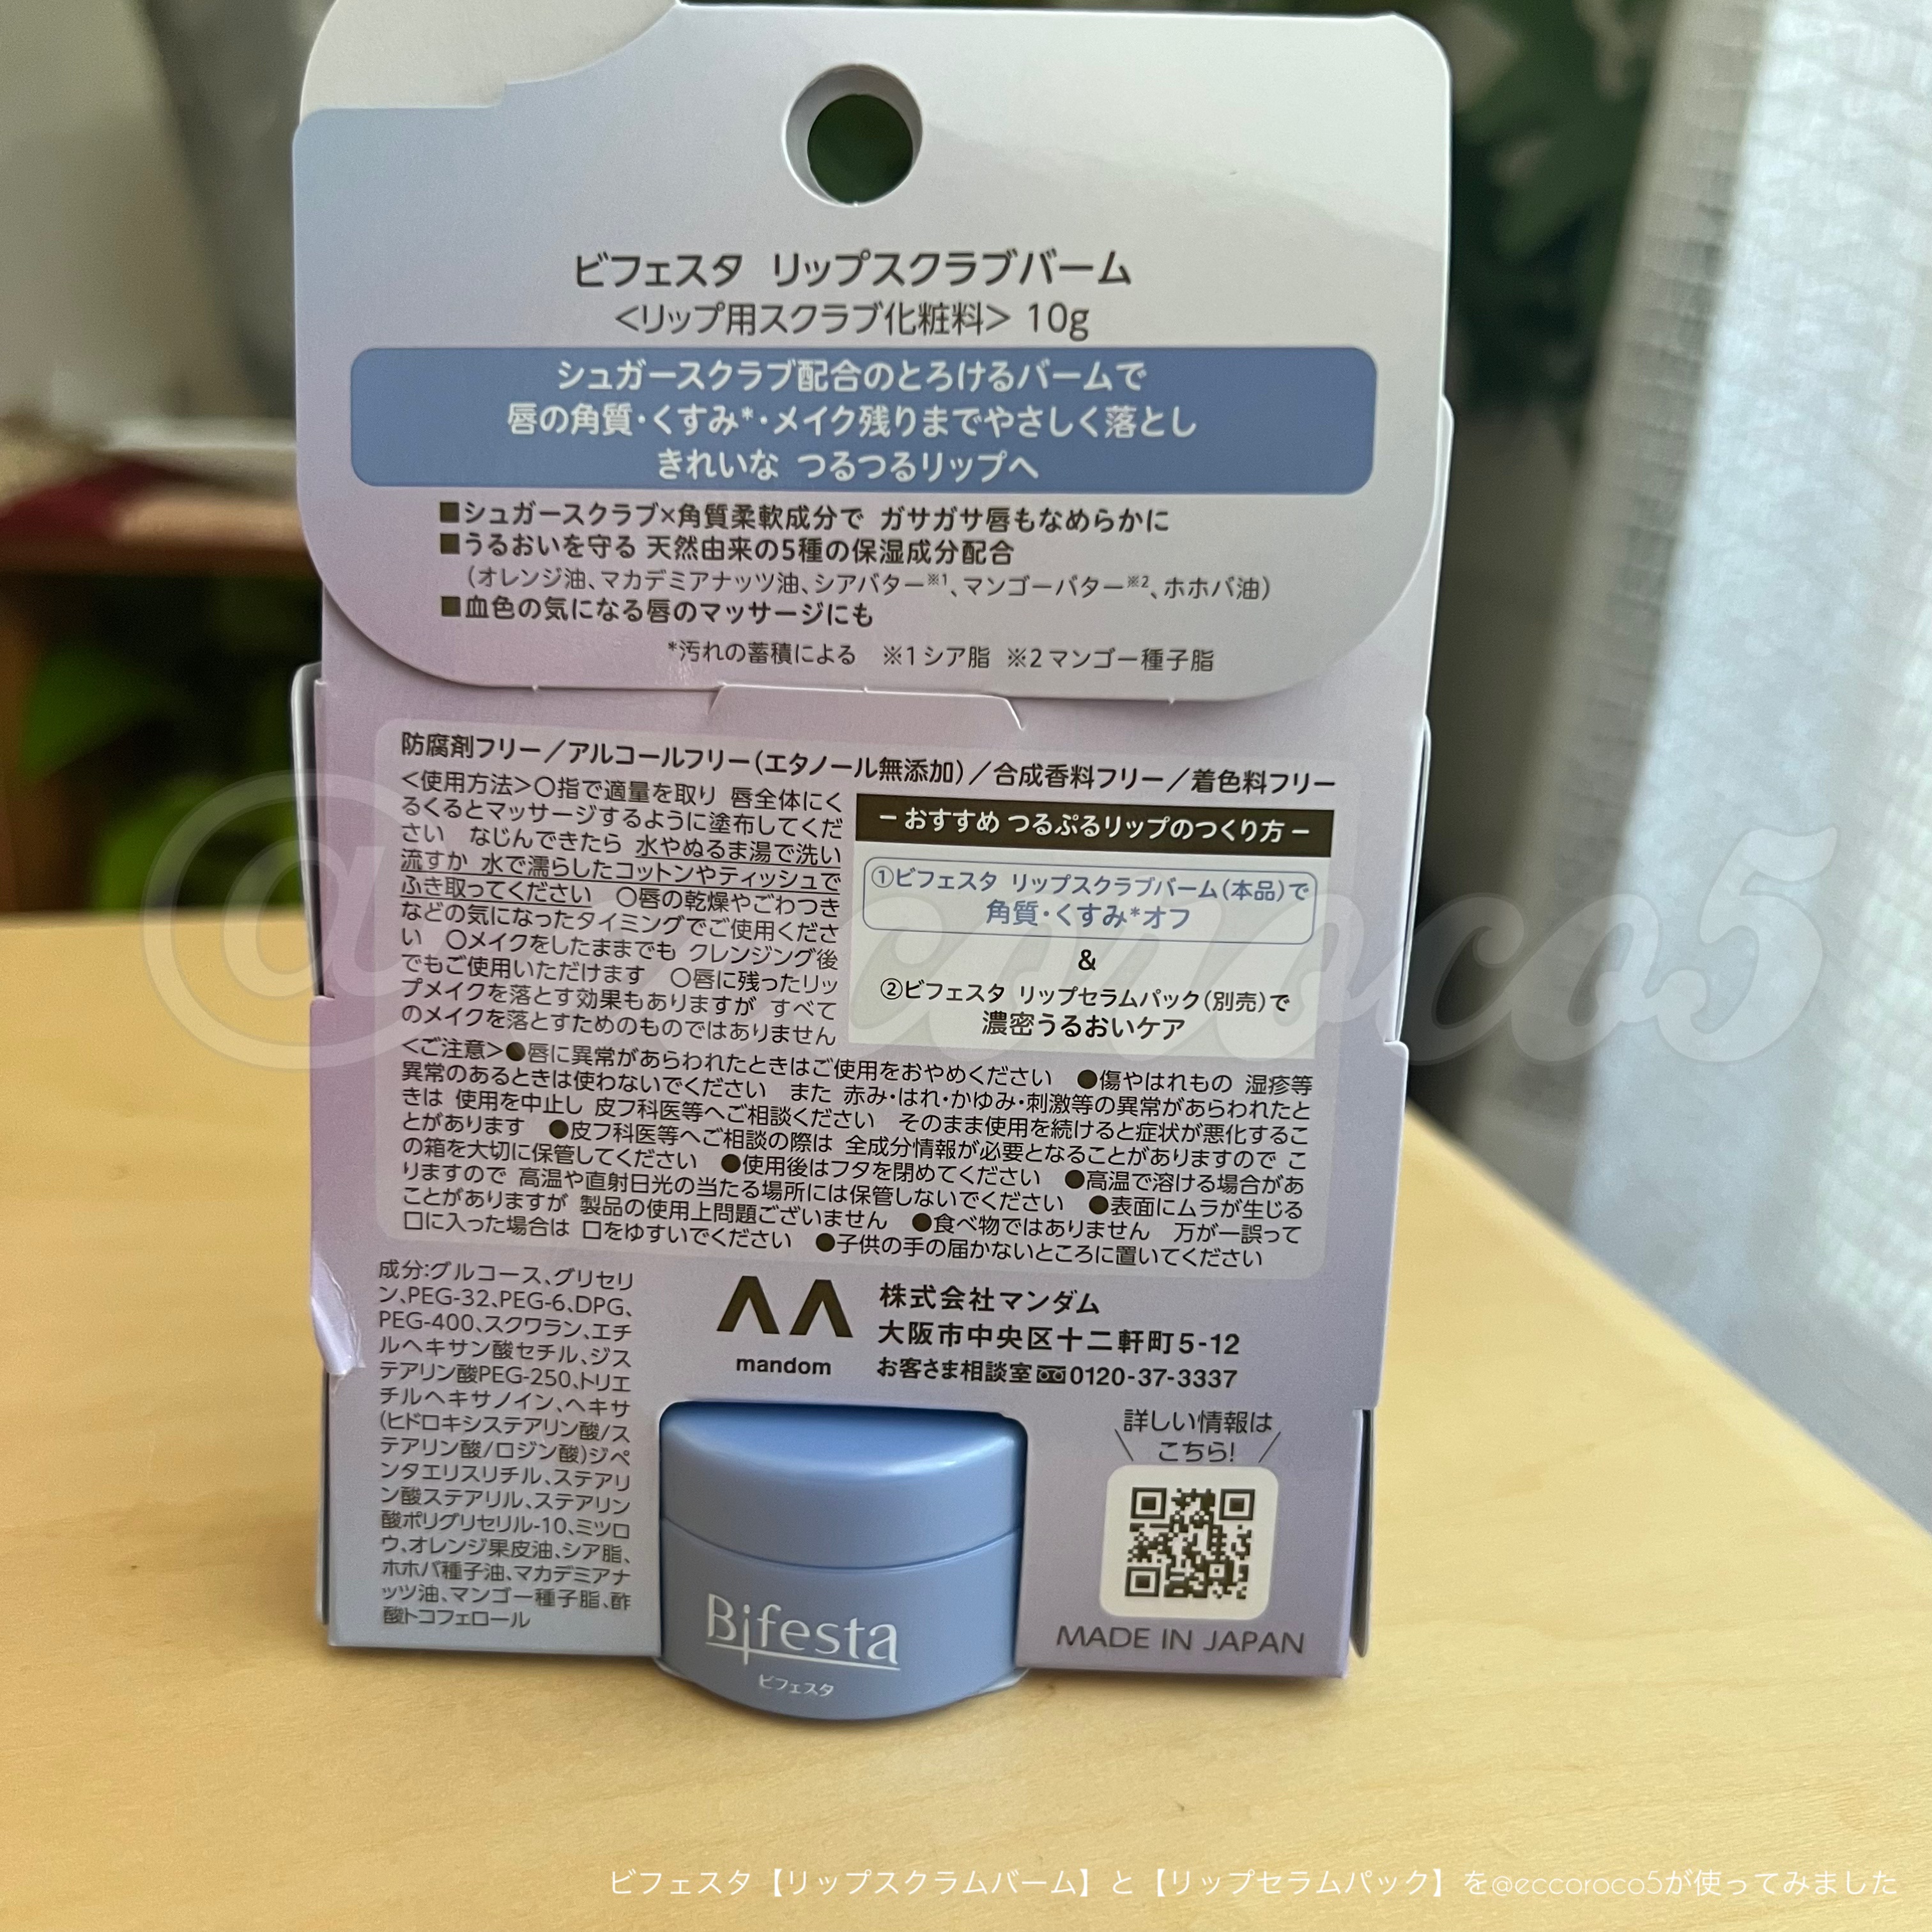 ビフェスタ リップスクラブバーム
<リップ用スクラブ化粧料> 10g
シュガースクラブ配合のとろけるバームで
唇の角質・くすみ*・メイク残りまでやさしく落とし
きれいな つるつるリップへ
■シュガースクラブ×角質柔軟成分で ガサガサ唇もなめらかに
■うるおいを守る 天然由来の5種の保湿成分配合
(オレンジ油、マカデミアナッツ油、シアバター※1、マンゴーバター※2、ホホバ油)
■血色の気になる唇のマッサージにも
*汚れの蓄積による ※1シア脂 ※2マンゴー種子脂
防腐剤フリー/アルコールフリー(エタノール無添加)/合成香料フリー/着色料フリー
<使用方法>○指で適量を取り 唇全体にく
るくるとマッサージするように塗布してくだ
さい なじんできたら 水やぬるま湯で洗い
流すか 水で濡らしたコットンやティッシュで
ふき取ってください ○唇の乾燥やごわつき
などの気になったタイミングでご使用くださ
い ○メイクをしたままでも クレンジング後
でもご使用いただけます ○唇に残ったリッ
プメイクを落とす効果もありますが すべて
のメイクを落とすためのものではありません
ーおすすめ つるぷるリップのつくり方ー
①ビフェスタ リップスクラブバーム(本品)で
角質・くすみ*オフ
&
②ビフェスタ リップセラムパック(別売)で
濃密うるおいケア
<ご注意>●唇に異常があらわれたときはご使用をおやめください ●傷やはれもの 湿疹等
異常のあるときは使わないでください また 赤み・はれ・かゆみ・刺激等の異常があらわれたと
きは 使用を中止し 皮フ科医等へご相談ください そのまま使用を続けると症状が悪化するこ
とがあります ●皮フ科医等へご相談の際は 全成分情報が必要となることがありますので こ
の箱を大切に保管してください ●使用後はフタを閉めてください ●高温で溶ける場合があ
りますので 高温や直射日光の当たる場所には保管しないでください ●表面にムラが生じる
ことがありますが 製品の使用上問題ございません ●食べ物ではありません 万が一誤って
口に入った場合は 口をゆすいでください ●子供の手の届かないところに置いてください
成分:グルコース、グリセリ
ン、PEG-32、PEG-6、DPG、
PEG-400、スクワラン、エチ
ルヘキサン酸セチル、ジス
テアリン酸PEG-250、トリエ
チルヘキサノイン、ヘキサ
(ヒドロキシステアリン酸/ス
テアリン酸/ロジン酸)ジペ
ンタエリスリチル、ステアリ
ン酸ステアリル、ステアリン
酸ポリグリセリル-10、ミツロ
ウ、オレンジ果皮油、シア脂、
ホホバ種子油、マカデミアナ
ッツ油、マンゴー種子脂、酢
酸トコフェロール
mandom
株式会社マンダム
大阪市中央区十二軒町5-12
お客さま相談室 0120-37-3337
詳しい情報は
こちら!
MADE IN JAPAN
Bifesta
ビフェスタ
@eccoroco5
ビフェスタ【リップスクラムバーム】と【リップセラムパック】を@eccoroco5が使ってみました